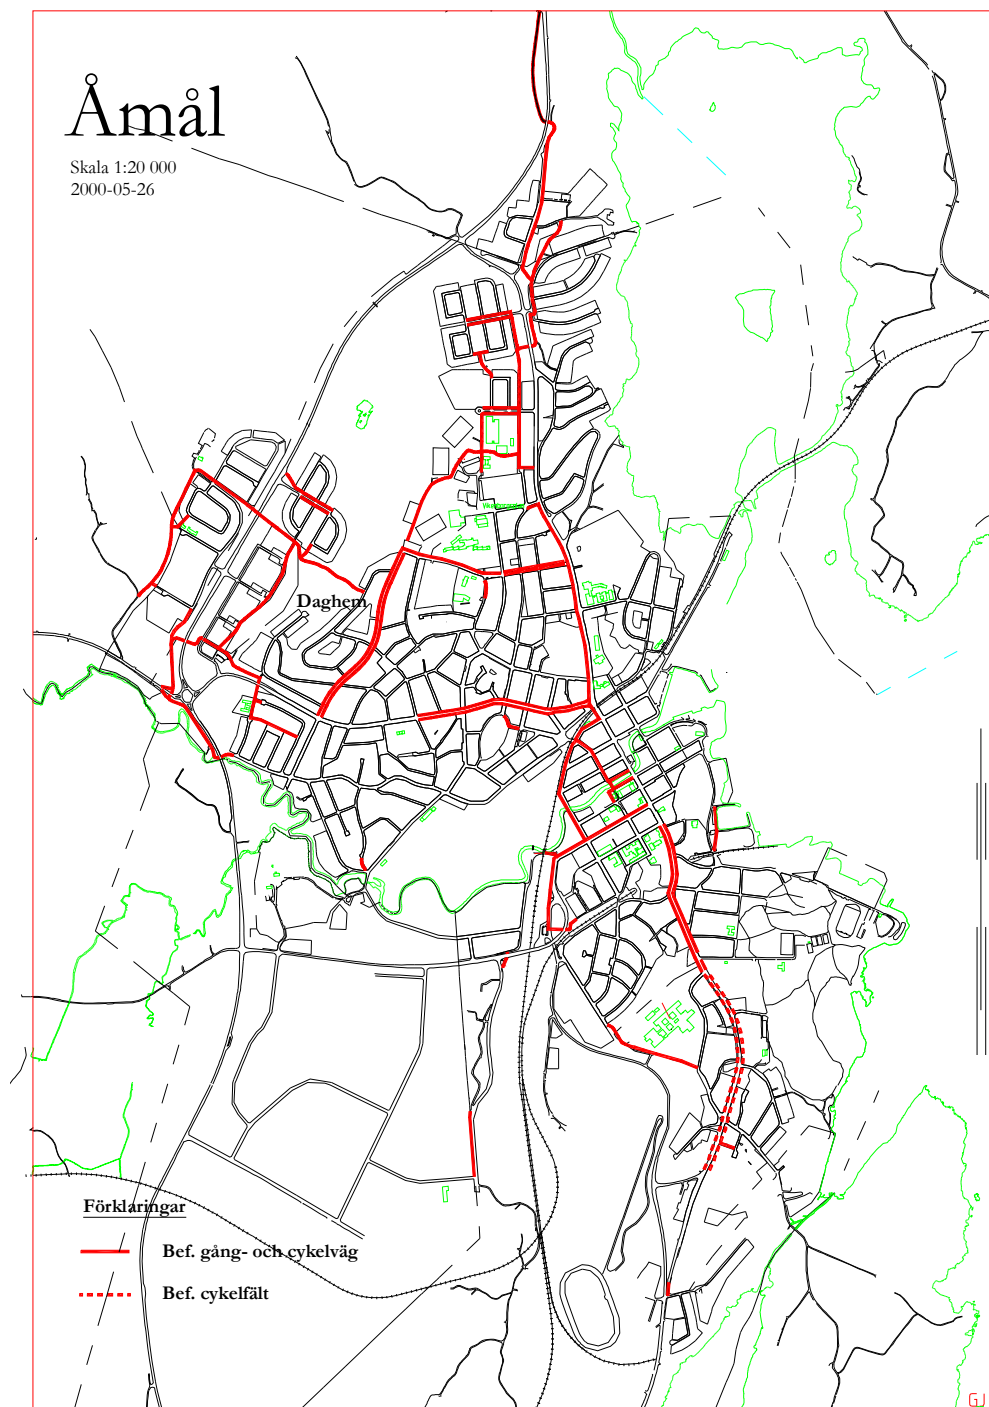 Åmål
Skala 1:20 000
2000-05-26
Daghem
Förklaringar
Bef. gång- och cykelväg
Bef. cykelfält
GJ